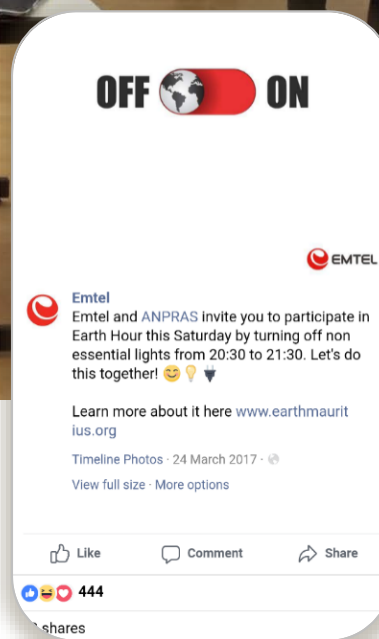 OFF ON
EMTEL
Emtel
Emtel and ANPRAS invite you to participate in
Earth Hour this Saturday by turning off non
essential lights from 20:30 to 21:30. Let's do
this together! 😊💡🔌
Learn more about it here www.earthmaurit
ius.org
Timeline Photos · 24 March 2017 ·
View full size · More options
Like Comment Share
444
shares